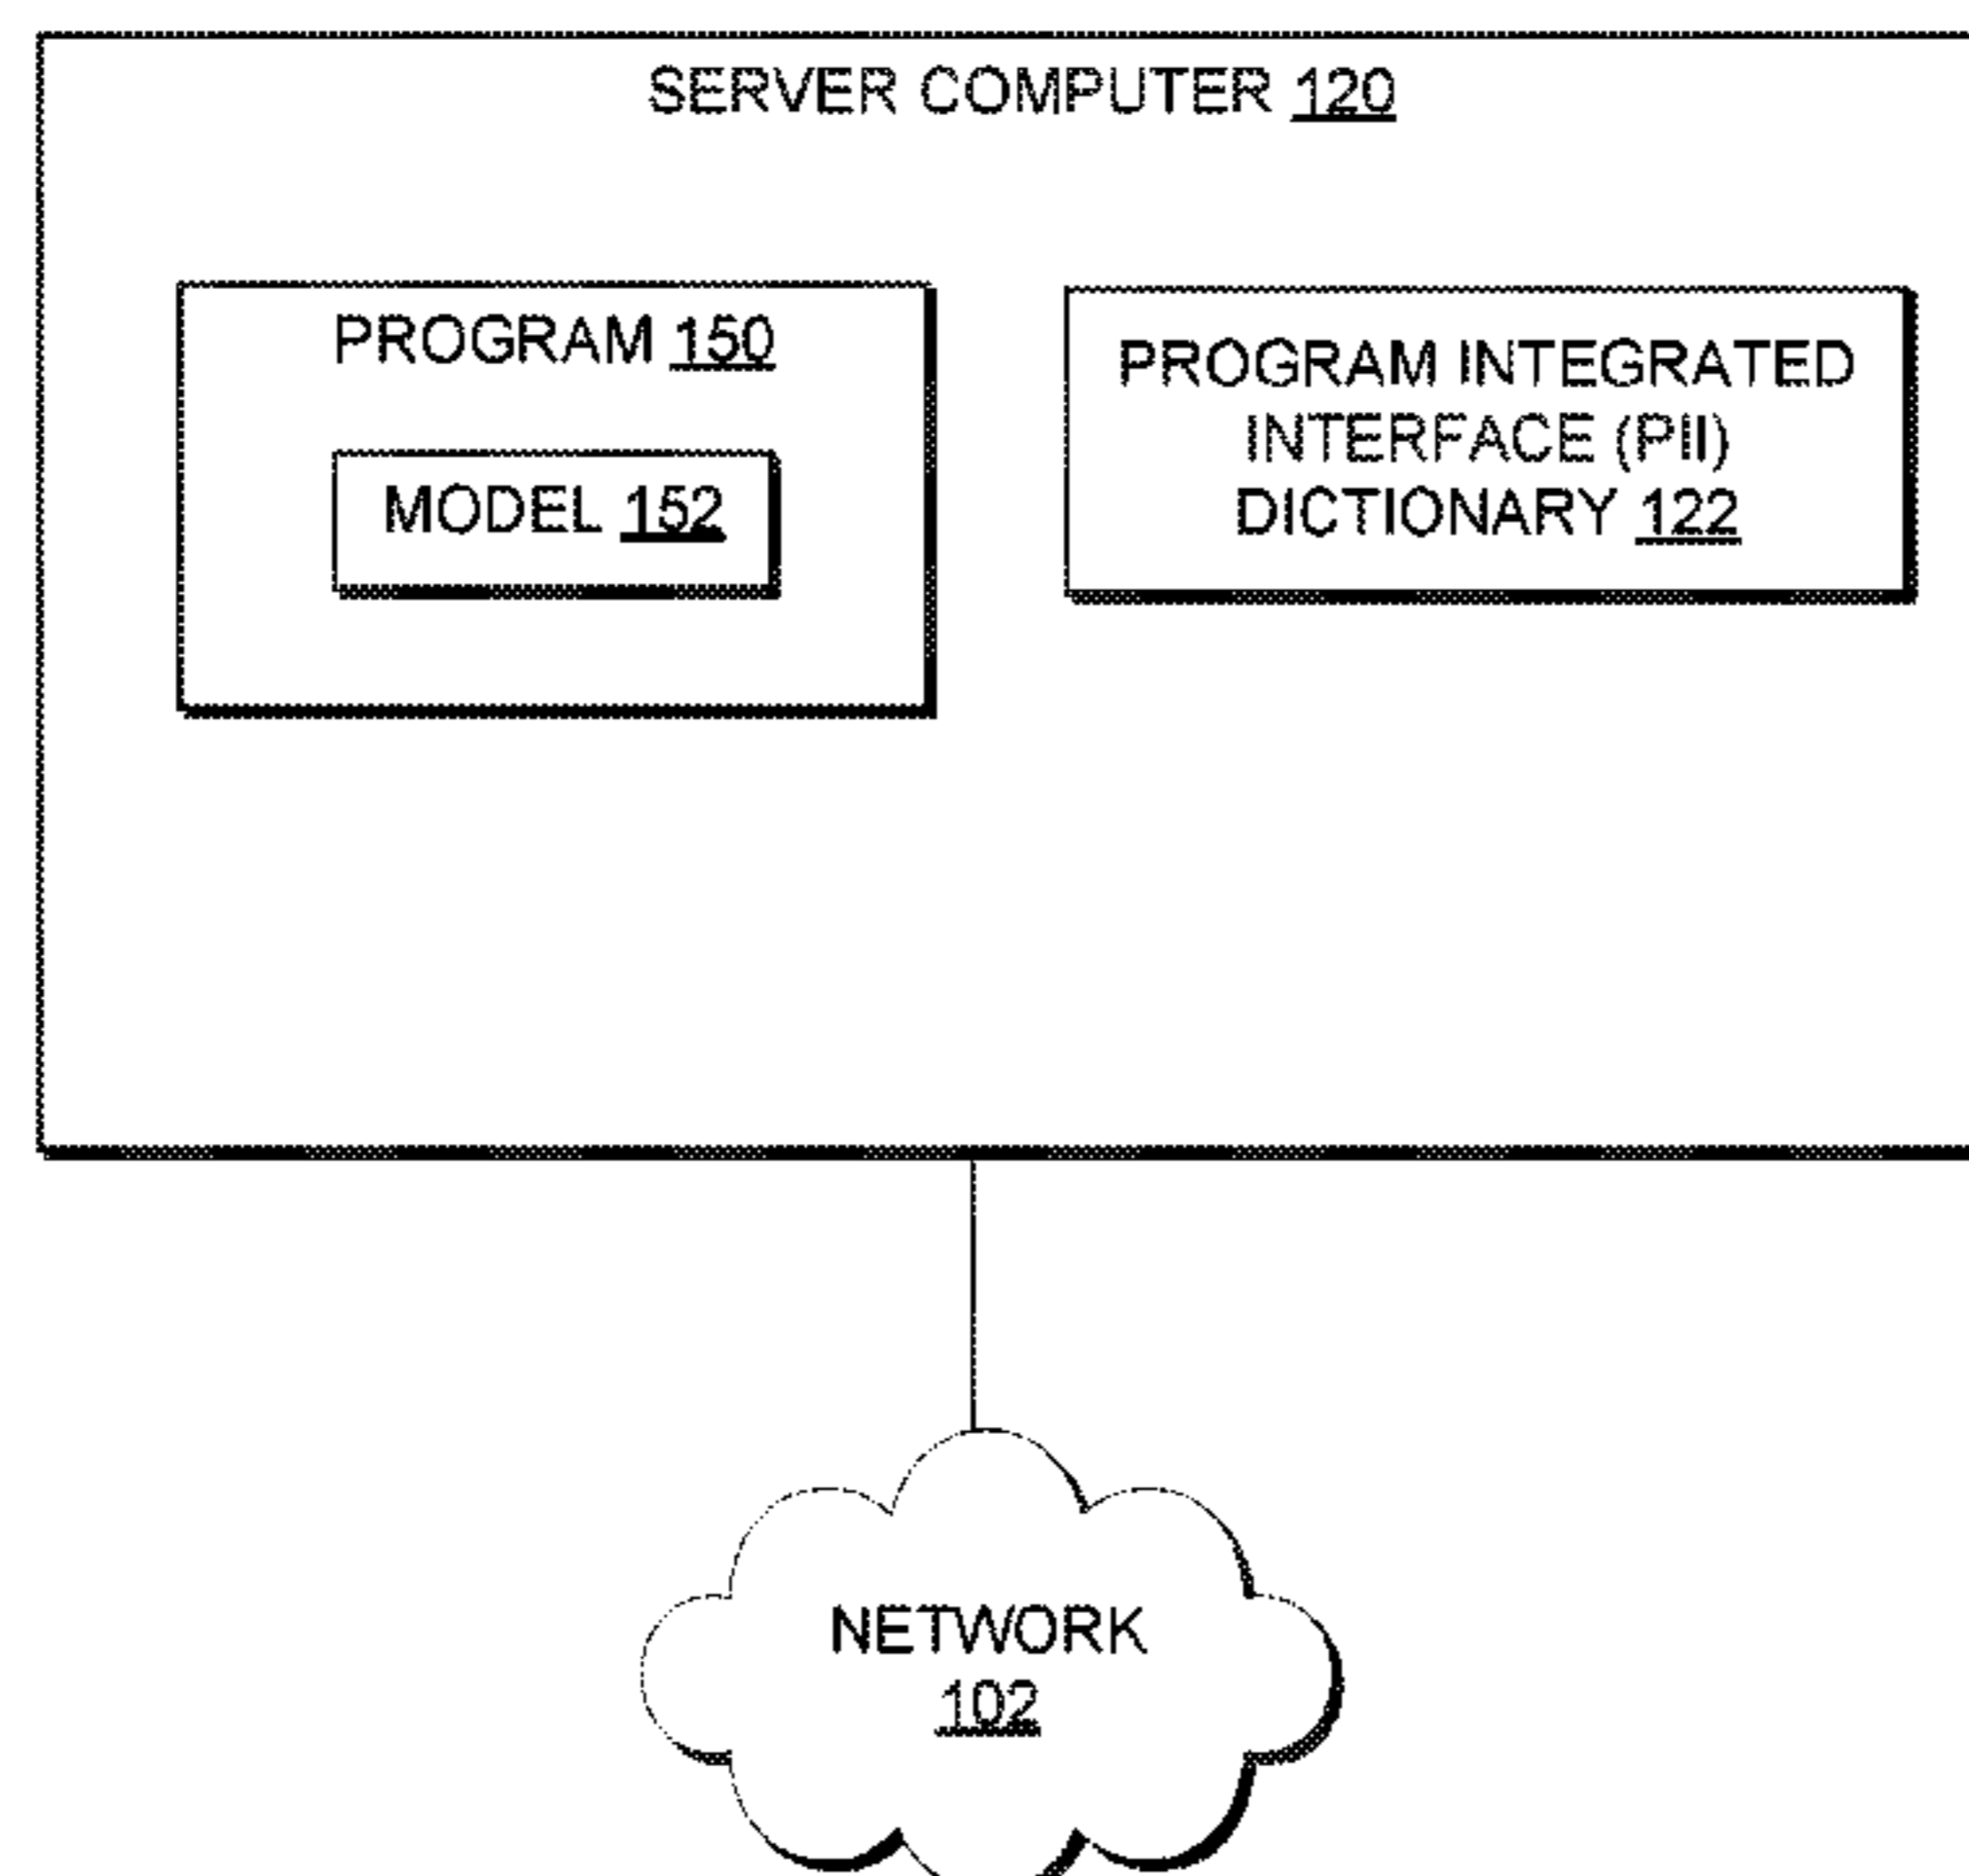 SERVER COMPUTER 120
PROGRAM 150
MODEL 152
PROGRAM INTEGRATED
INTERFACE (PII)
DICTIONARY 122
NETWORK
102